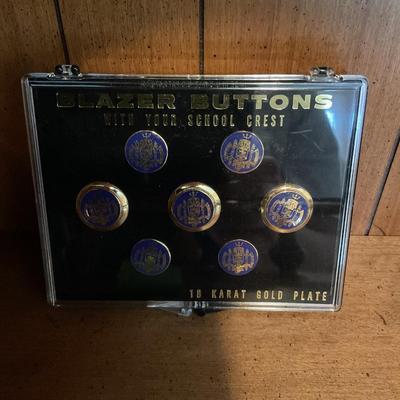 BLAZER BUTTONS
WITH YOUR SCHOOL CREST
18 KARAT GOLD PLATE